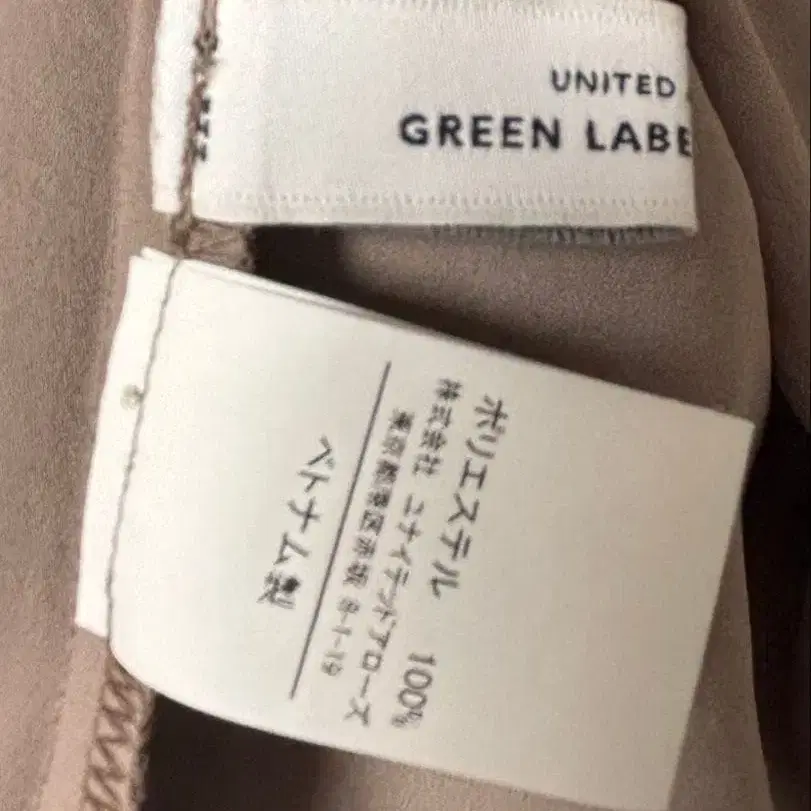 UNITED
GREEN LABE
ポリエステル 100%
株式会社 ユナイテッドアローズ
東京都港区赤坂 8-1-19
ベトナム製